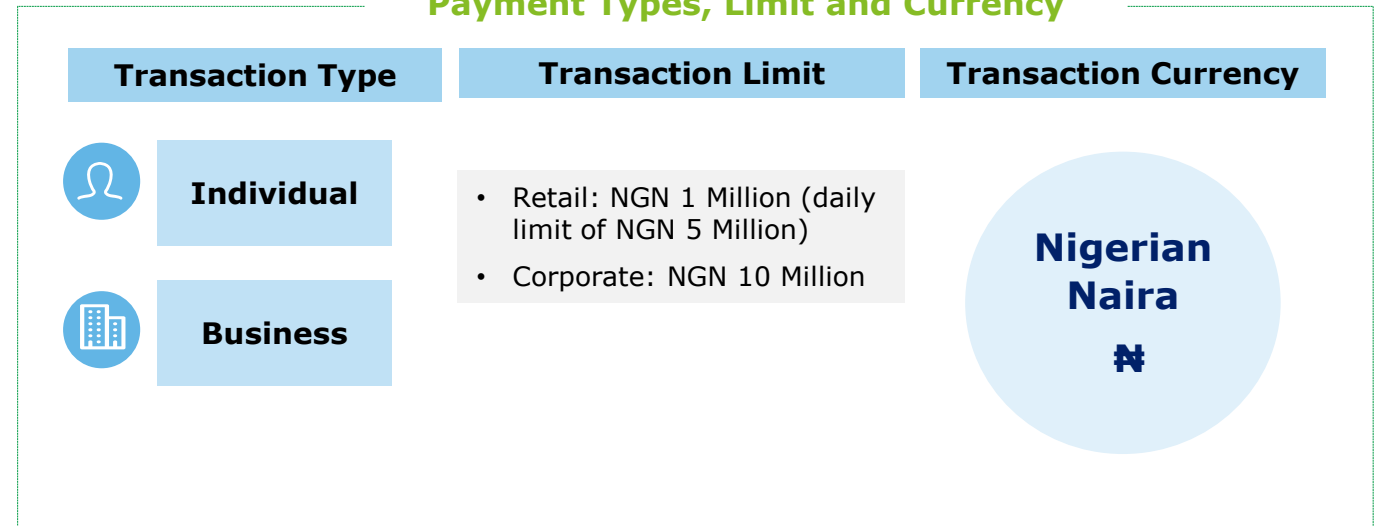 Payment Types, Limit and Currency
Transaction Type
Transaction Limit
Transaction Currency
Individual
Business
• Retail: NGN 1 Million (daily
limit of NGN 5 Million)
• Corporate: NGN 10 Million
Nigerian
Naira
₦